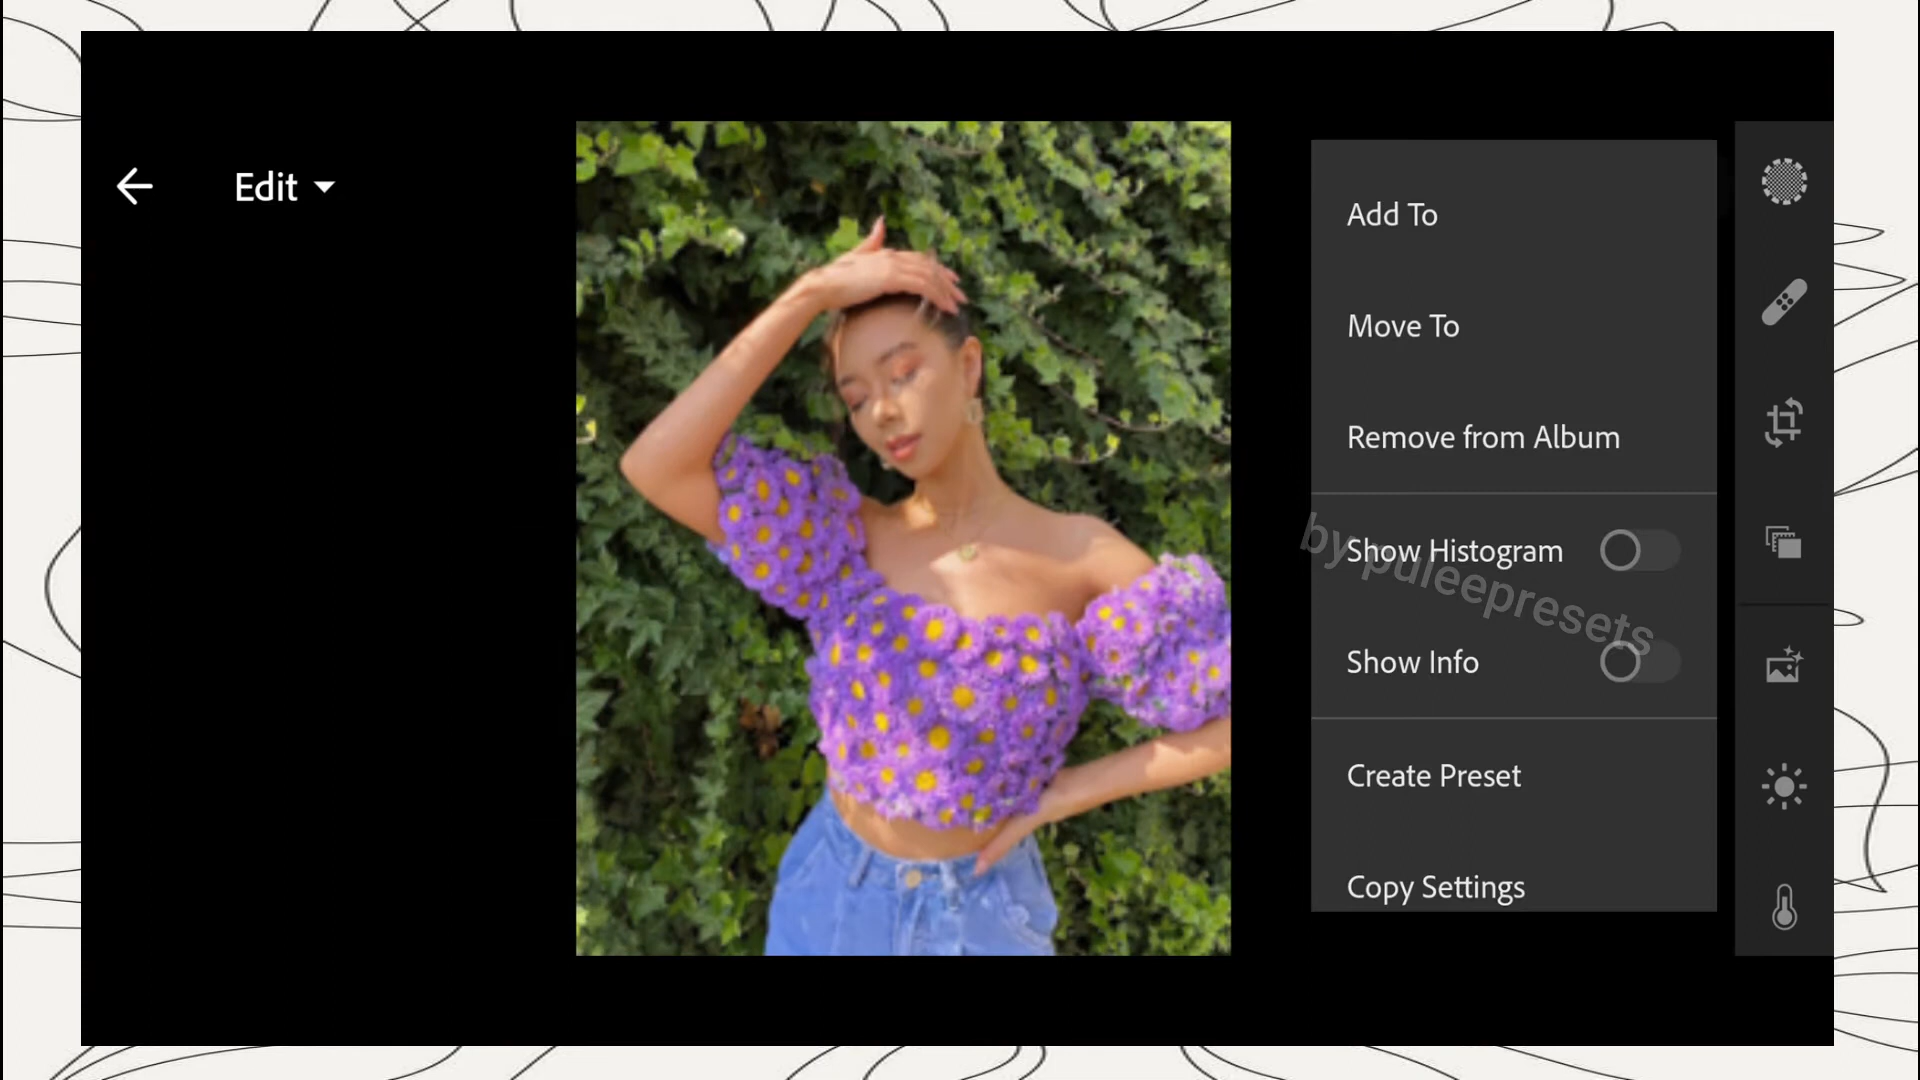 Edit
Add To
Move To
Remove from Album
Show Histogram
by puleepresets
Show Info
Create Preset
Copy Settings